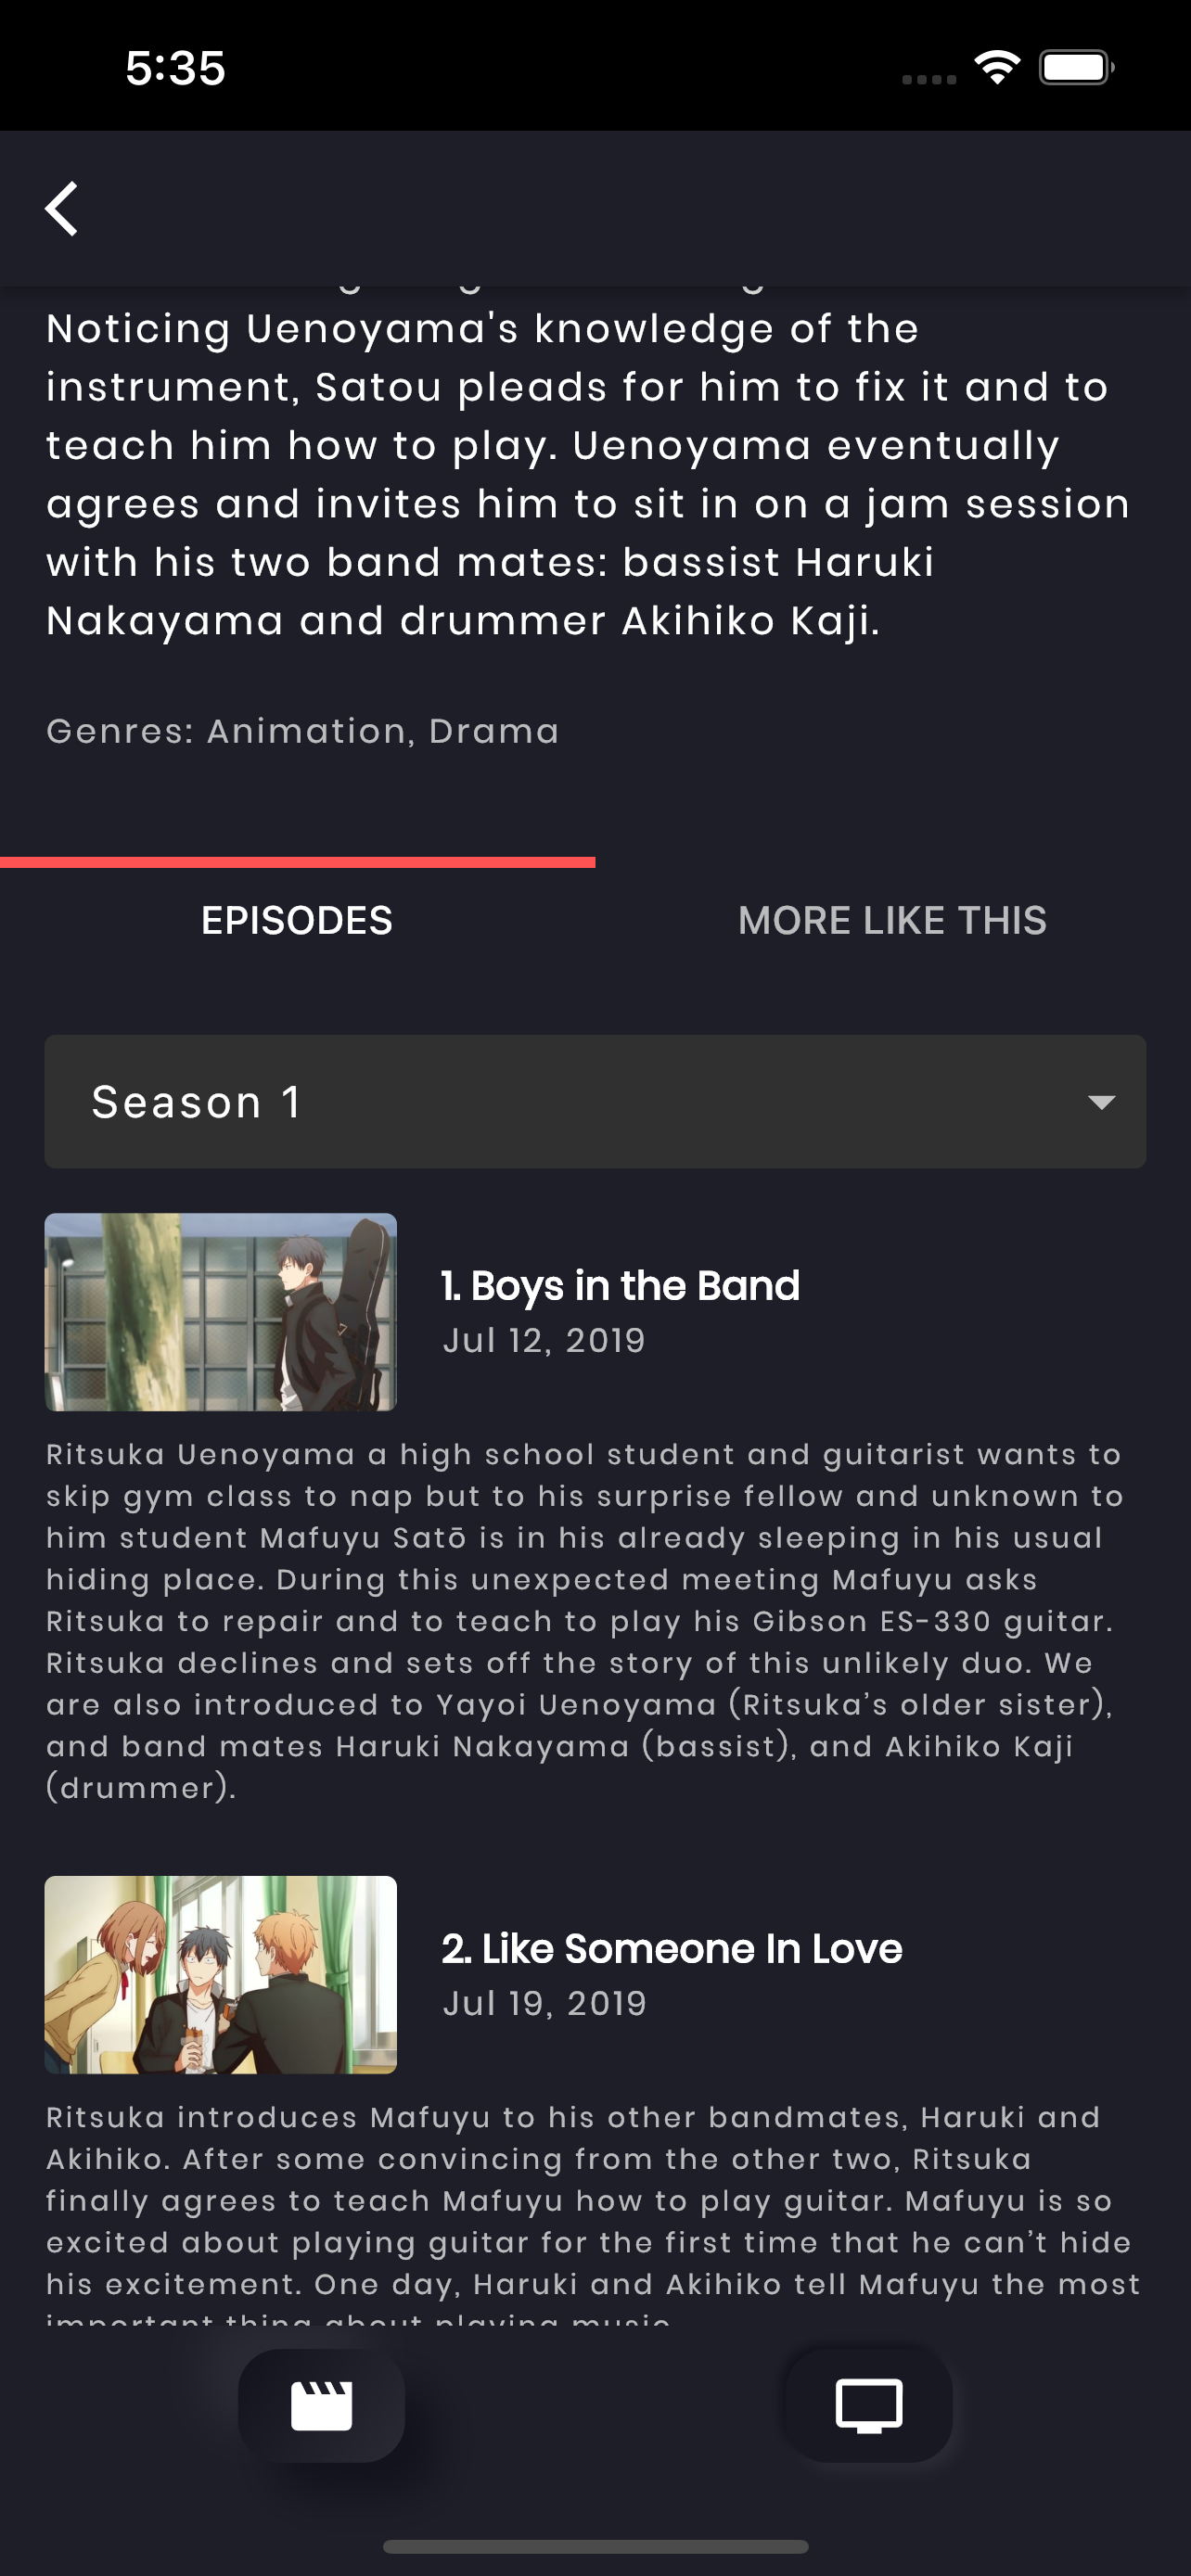 5:35
Noticing Uenoyama's knowledge of the
instrument, Satou pleads for him to fix it and to
teach him how to play. Uenoyama eventually
agrees and invites him to sit in on a jam session
with his two band mates: bassist Haruki
Nakayama and drummer Akihiko Kaji.
Genres: Animation, Drama
EPISODES
MORE LIKE THIS
Season 1
1. Boys in the Band
Jul 12, 2019
Ritsuka Uenoyama a high school student and guitarist wants to
skip gym class to nap but to his surprise fellow and unknown to
him student Mafuyu Satō is in his already sleeping in his usual
hiding place. During this unexpected meeting Mafuyu asks
Ritsuka to repair and to teach to play his Gibson ES-330 guitar.
Ritsuka declines and sets off the story of this unlikely duo. We
are also introduced to Yayoi Uenoyama (Ritsuka’s older sister),
and band mates Haruki Nakayama (bassist), and Akihiko Kaji
(drummer).
2. Like Someone In Love
Jul 19, 2019
Ritsuka introduces Mafuyu to his other bandmates, Haruki and
Akihiko. After some convincing from the other two, Ritsuka
finally agrees to teach Mafuyu how to play guitar. Mafuyu is so
excited about playing guitar for the first time that he can’t hide
his excitement. One day, Haruki and Akihiko tell Mafuyu the most
important thing about playing music.